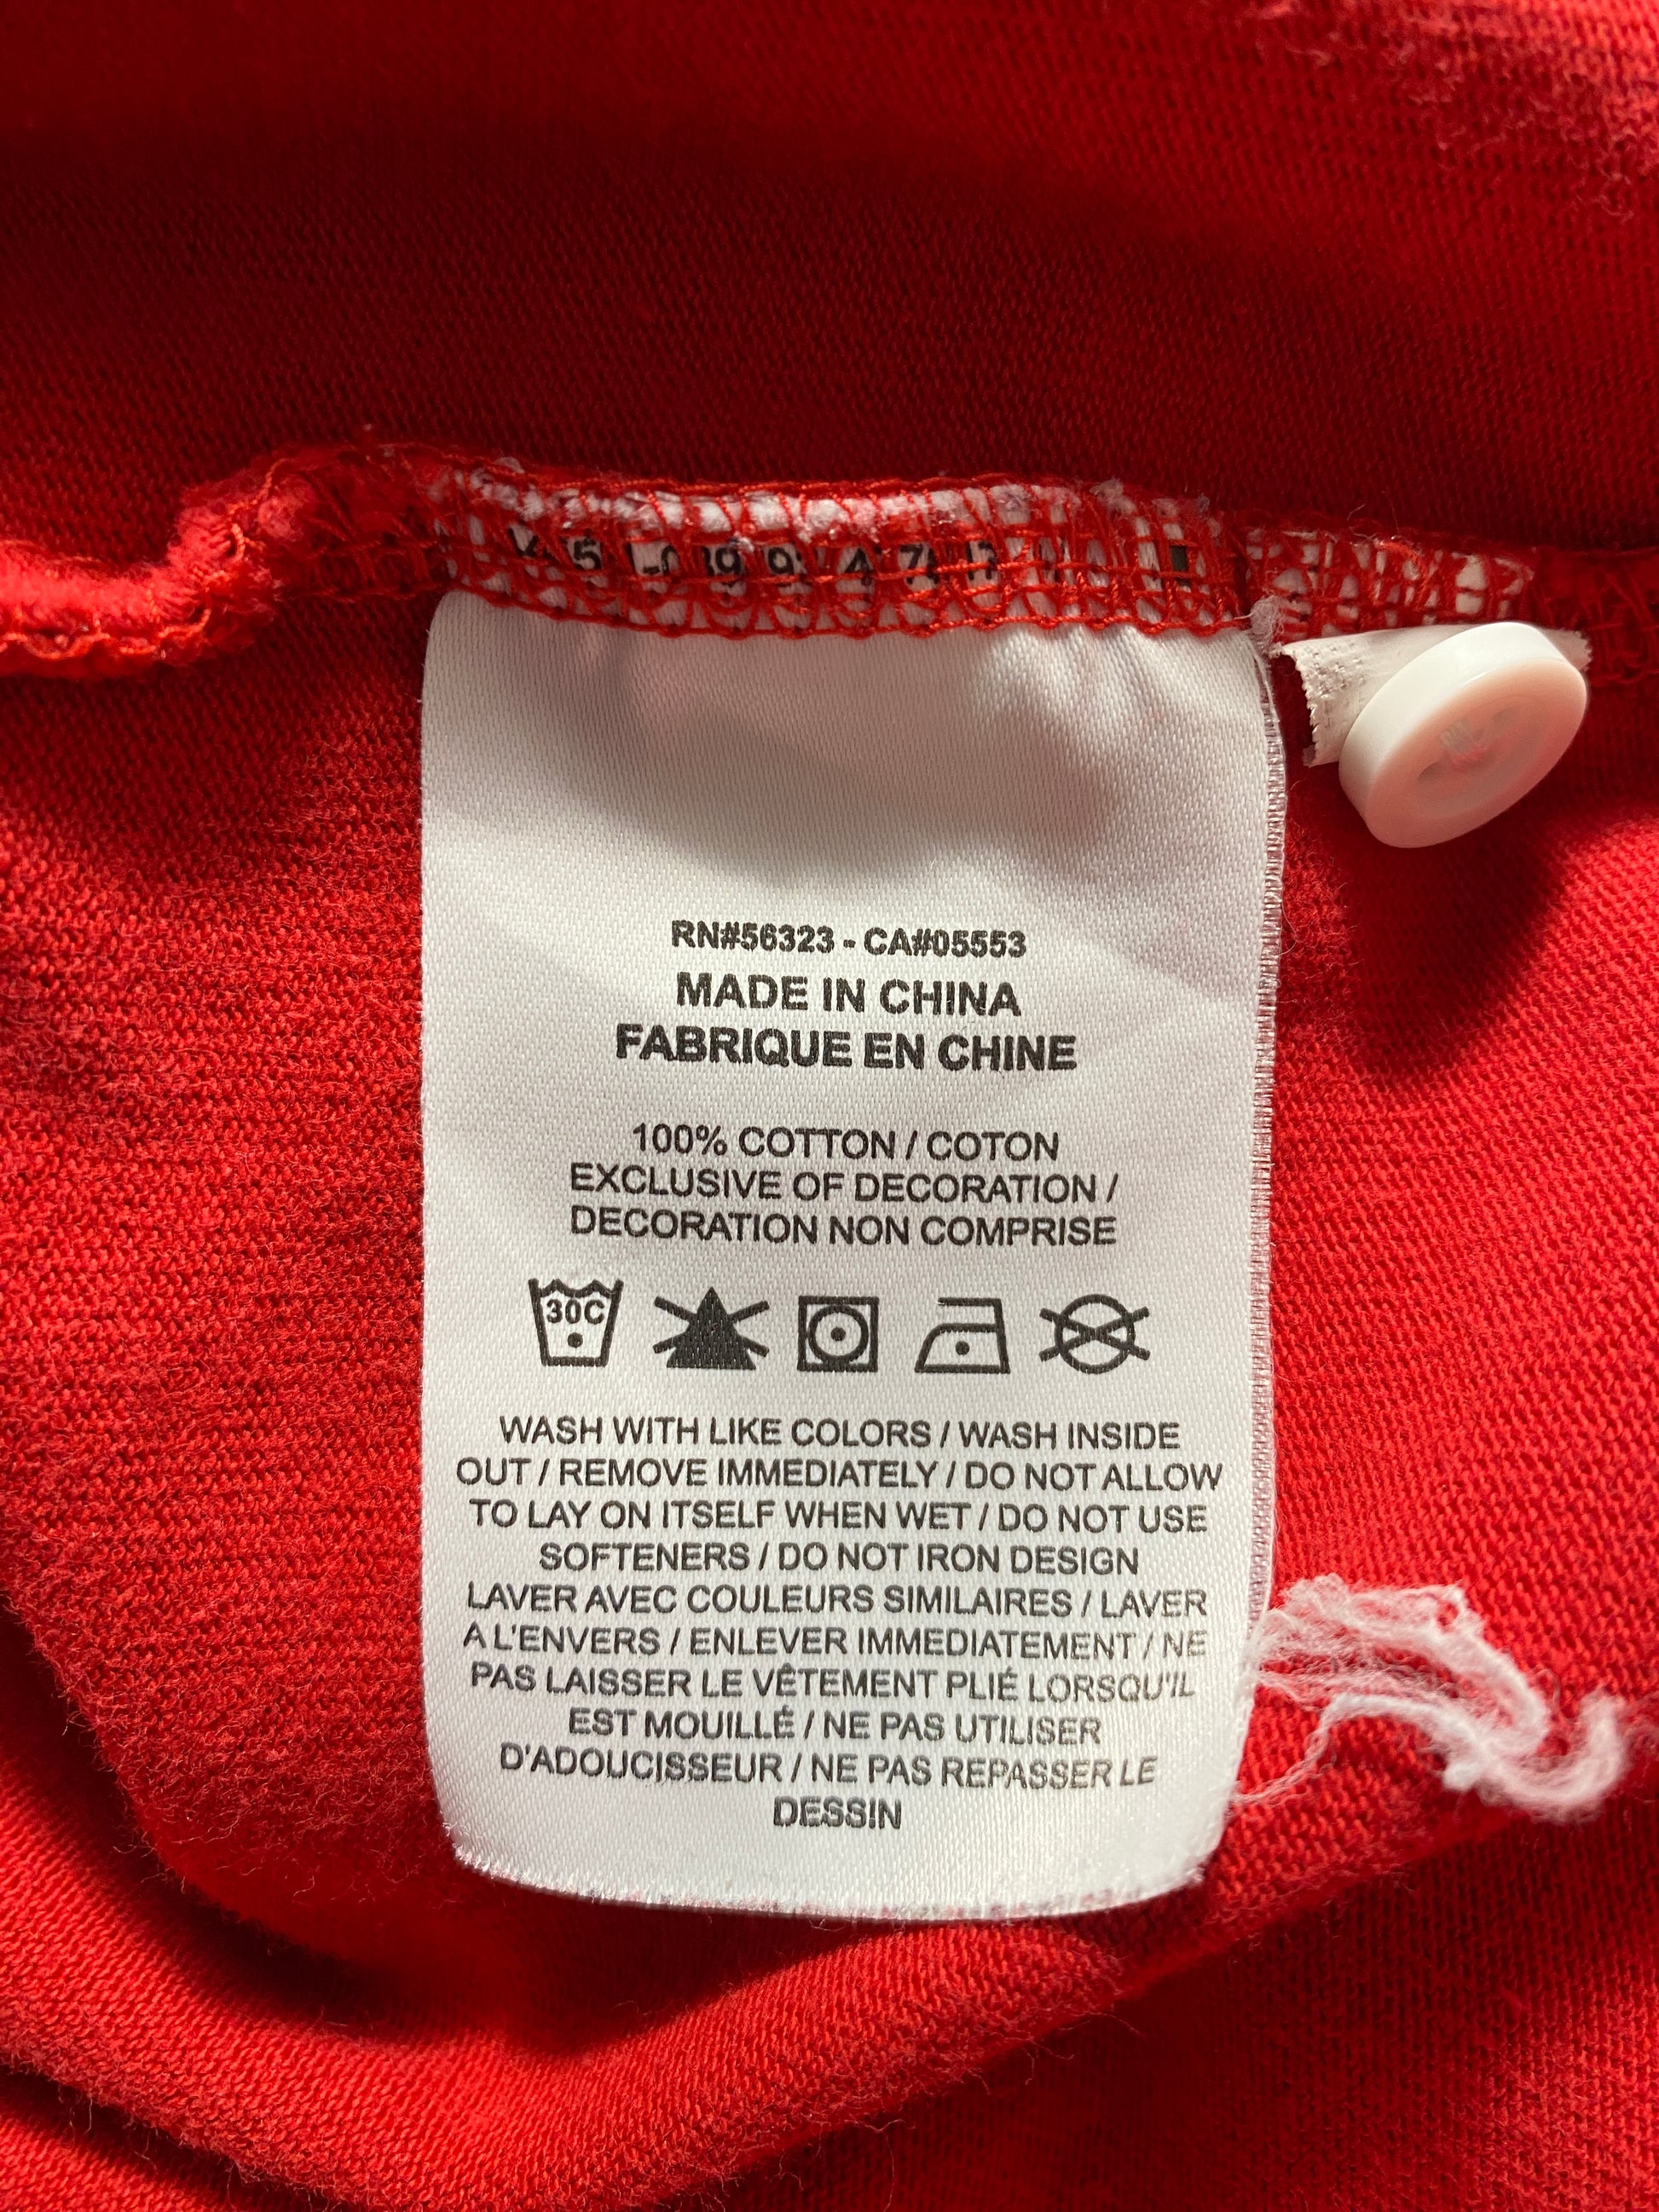 RN#56323 - CA#05553
MADE IN CHINA
FABRIQUE EN CHINE
100% COTTON / COTON
EXCLUSIVE OF DECORATION /
DECORATION NON COMPRISE
30C
WASH WITH LIKE COLORS / WASH INSIDE
OUT / REMOVE IMMEDIATELY / DO NOT ALLOW
TO LAY ON ITSELF WHEN WET / DO NOT USE
SOFTENERS / DO NOT IRON DESIGN
LAVER AVEC COULEURS SIMILAIRES / LAVER
A L'ENVERS / ENLEVER IMMEDIATEMENT / NE
PAS LAISSER LE VÊTEMENT PLIÉ LORSQU'IL
EST MOUILLÉ / NE PAS UTILISER
D'ADOUCISSEUR / NE PAS REPASSER LE
DESSIN